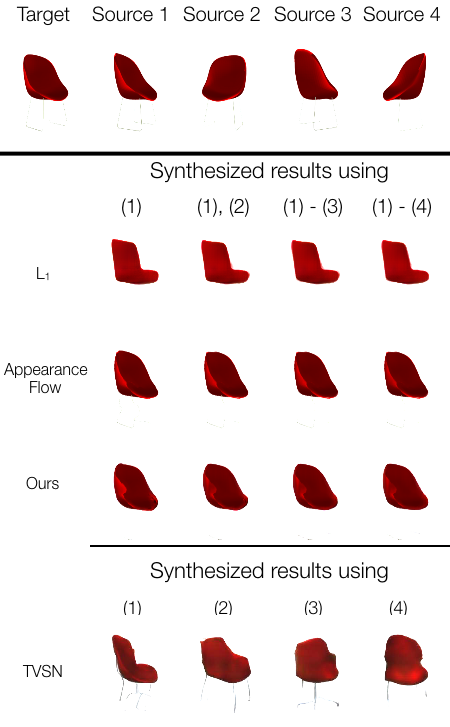 Target Source 1 Source 2 Source 3 Source 4
Synthesized results using
(1) (1), (2) (1) - (3) (1) - (4)
L₁
Appearance
Flow
Ours
Synthesized results using
(1) (2) (3) (4)
TVSN